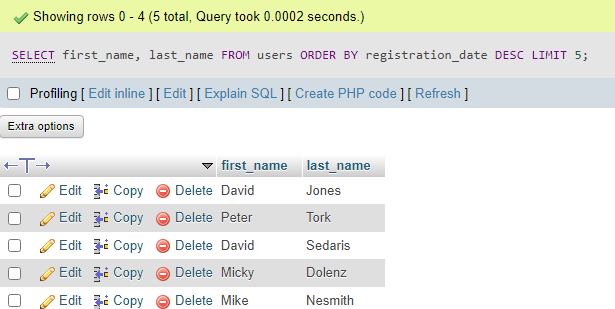 Showing rows 0 - 4 (5 total, Query took 0.0002 seconds.)
SELECT first_name, last_name FROM users ORDER BY registration_date DESC LIMIT 5;
Profiling [ Edit inline ] [ Edit ] [ Explain SQL ] [ Create PHP code ] [ Refresh ]
Extra options
←T→ first_name last_name
Edit Copy Delete David Jones
Edit Copy Delete Peter Tork
Edit Copy Delete David Sedaris
Edit Copy Delete Micky Dolenz
Edit Copy Delete Mike Nesmith